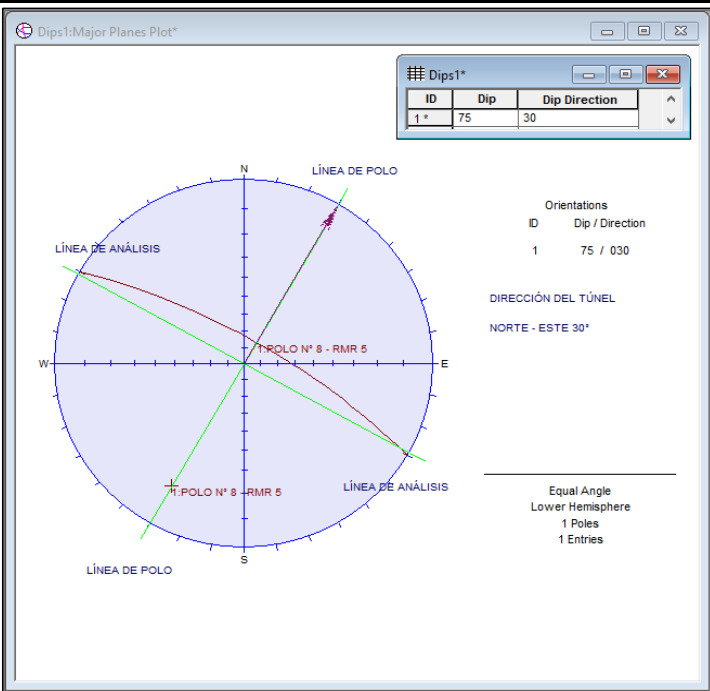 Dips1:Major Planes Plot*
Dips1*
ID Dip Dip Direction
1 * 75 30
N
LÍNEA DE POLO
Orientations
ID Dip / Direction
1 75 / 030
LÍNEA DE ANÁLISIS
DIRECCIÓN DEL TÚNEL
NORTE - ESTE 30°
1:POLO N° 8 - RMR 5
W
E
LÍNEA DE ANÁLISIS
1:POLO N° 8 - RMR 5
Equal Angle
Lower Hemisphere
1 Poles
1 Entries
S
LÍNEA DE POLO